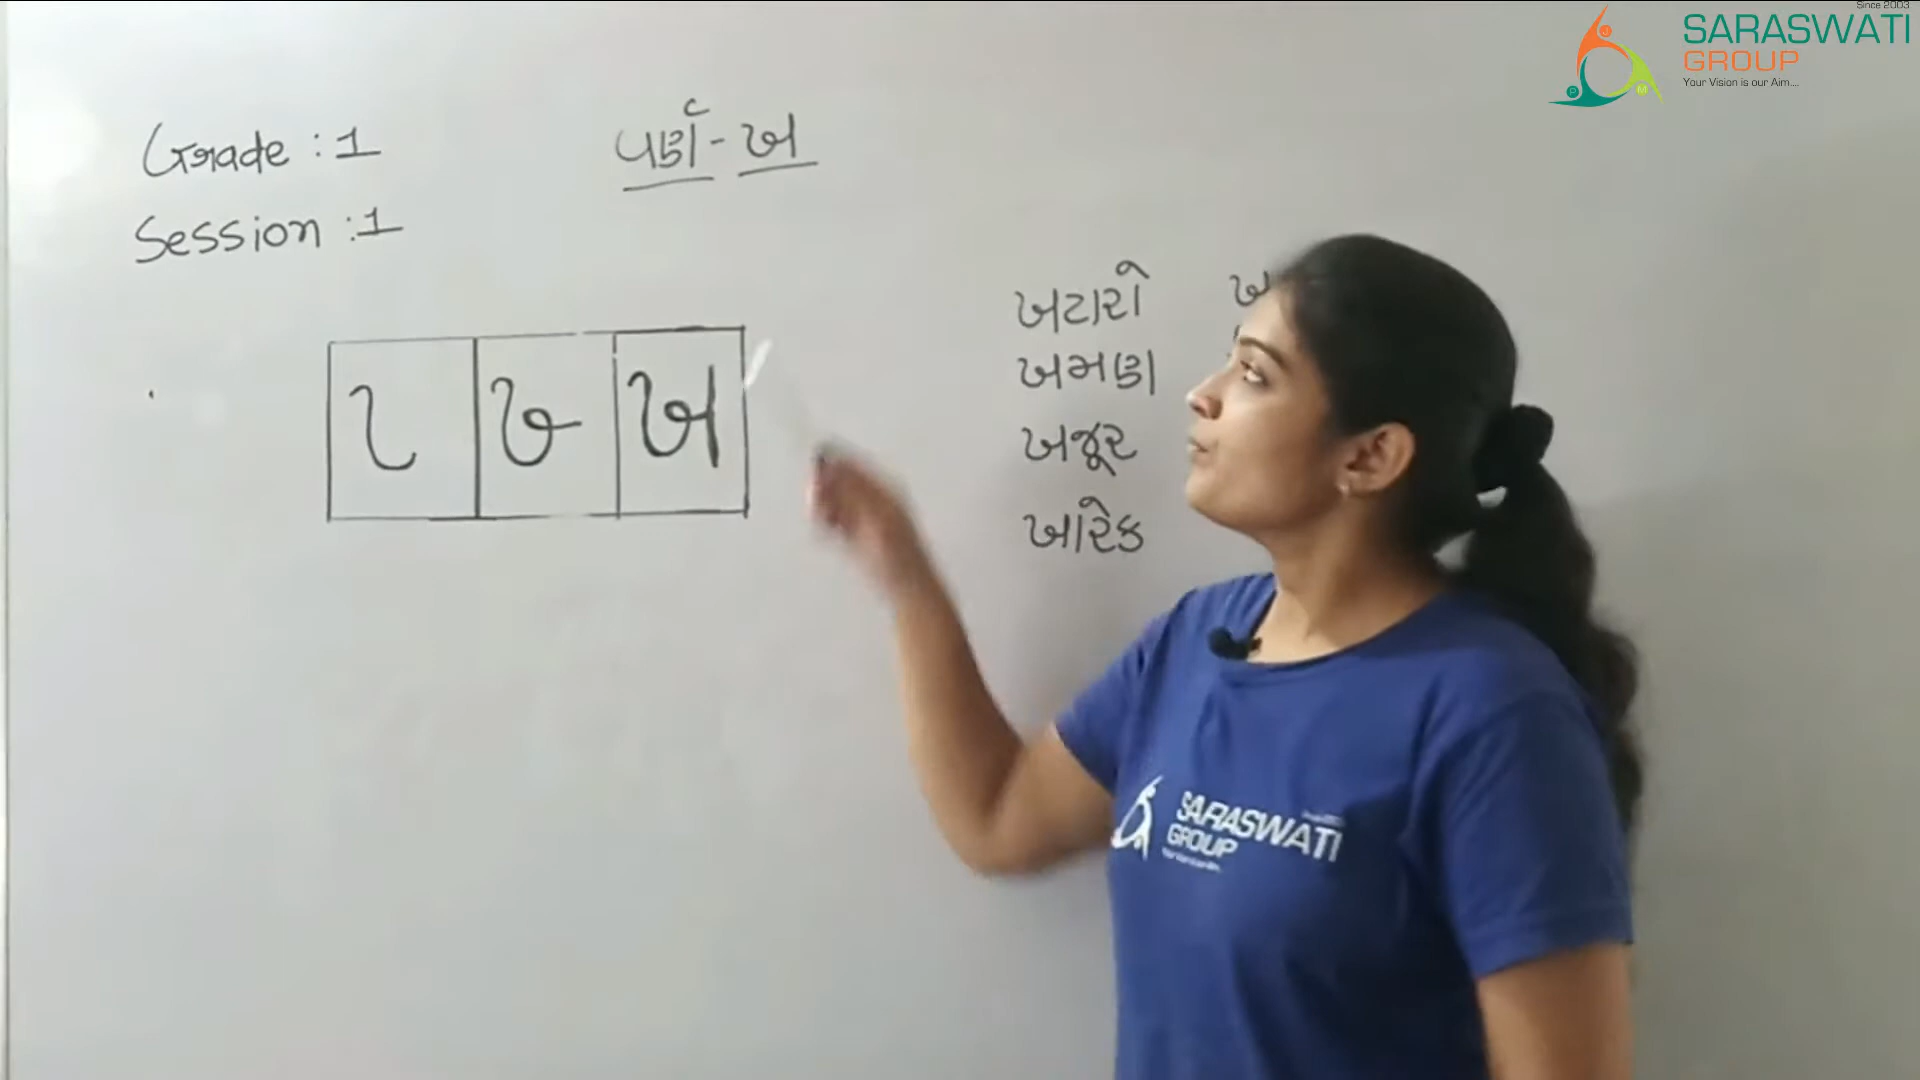 Since 2003
SARASWATI
GROUP
Your Vision is our Aim....
Grade : 1
વર્ણ - ખ
Session : 1
ખ
ખટારો
ખમણ
ખજૂર
ખારેક
SARASWATI
GROUP